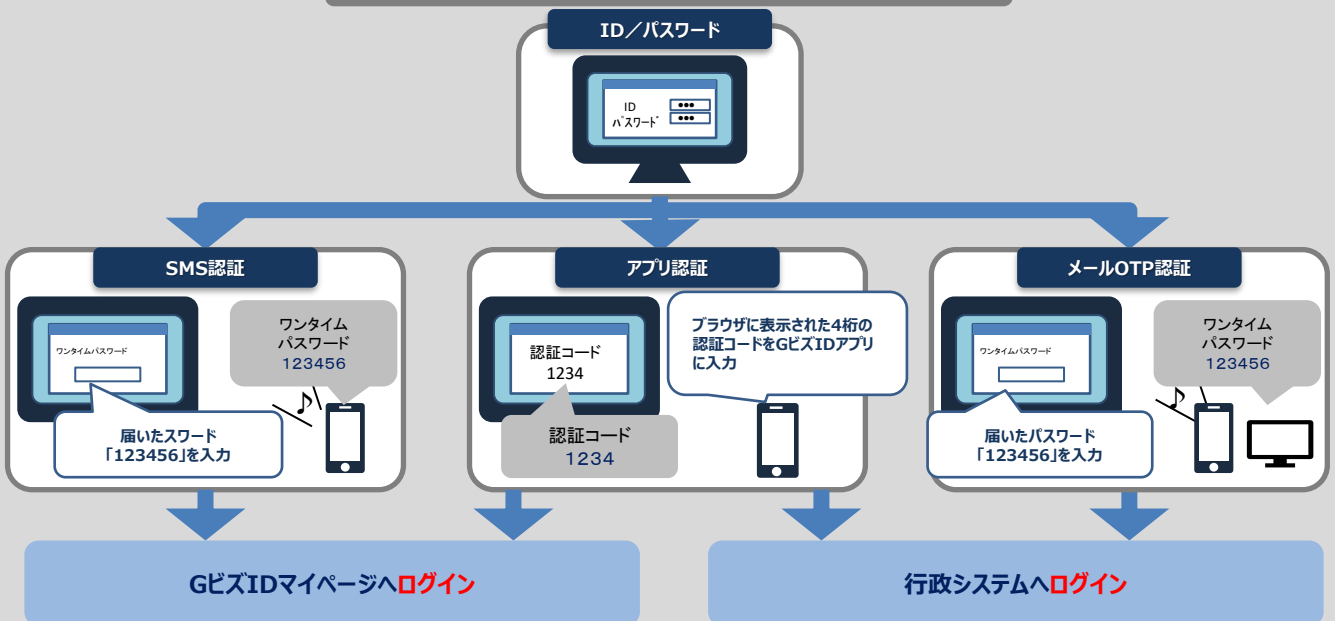 ID／パスワード
ID
パスワード
SMS認証
アプリ認証
メールOTP認証
ワンタイムパスワード
ワンタイム
パスワード
123456
届いたスワード
「123456」を入力
認証コード
1234
ブラウザに表示された4桁の
認証コードをGビズIDアプリ
に入力
認証コード
1234
ワンタイムパスワード
ワンタイム
パスワード
123456
届いたパスワード
「123456」を入力
GビズIDマイページへログイン
行政システムへログイン